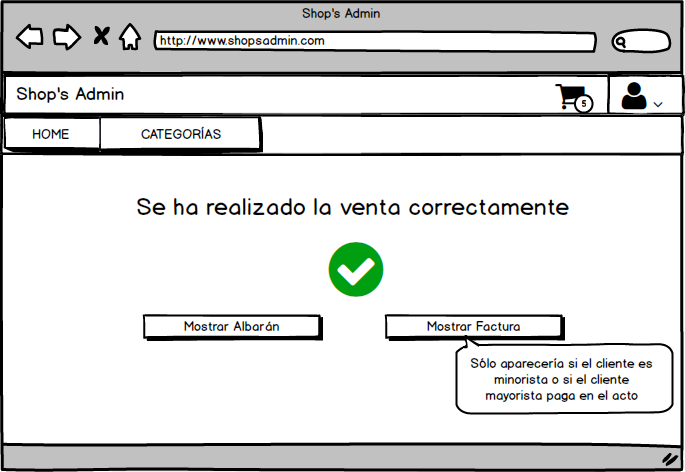 Shop's Admin
http://www.shopsadmin.com
Shop's Admin
5
HOME
CATEGORÍAS
Se ha realizado la venta correctamente
Mostrar Albarán
Mostrar Factura
Sólo aparecería si el cliente es
minorista o si el cliente
mayorista paga en el acto